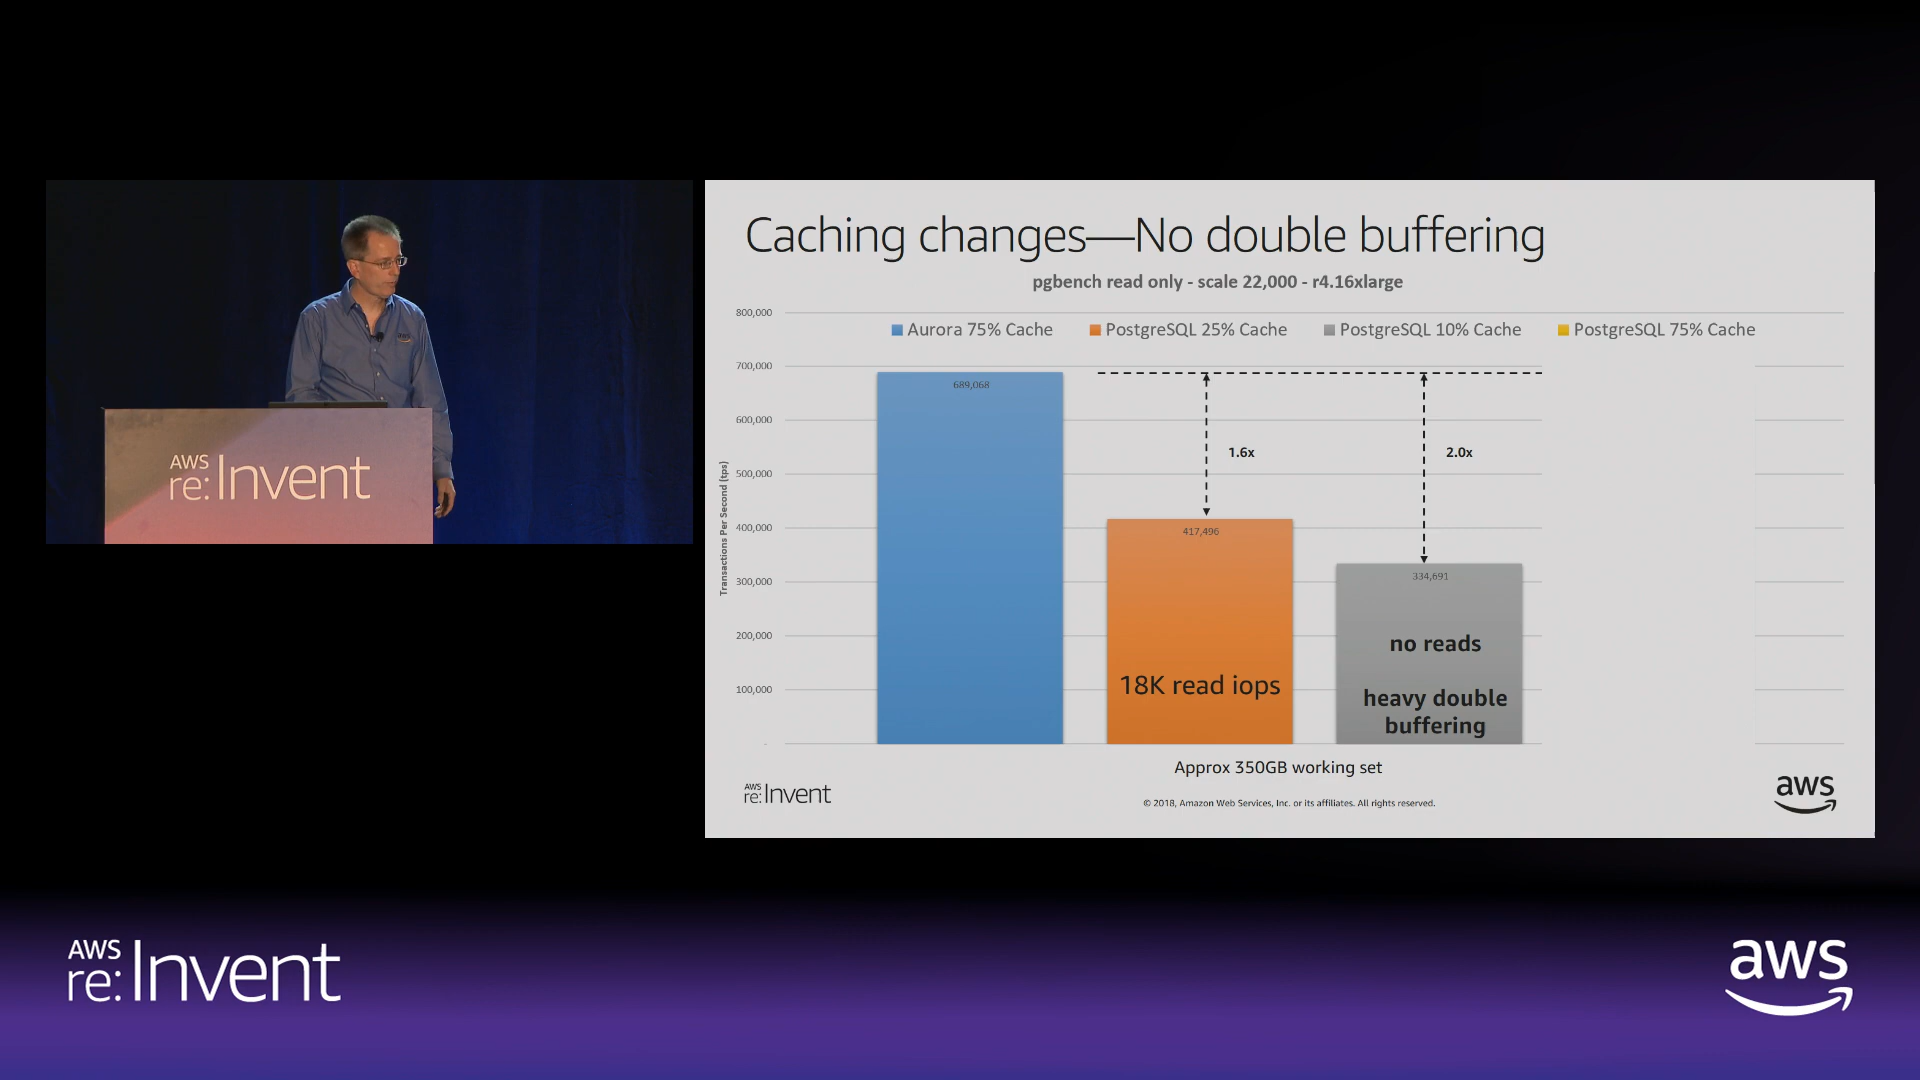 AWS
re:Invent
Caching changes—No double buffering
pgbench read only - scale 22,000 - r4.16xlarge
Aurora 75% Cache
PostgreSQL 25% Cache
PostgreSQL 10% Cache
PostgreSQL 75% Cache
Transactions Per Second (tps)
800,000
700,000
600,000
500,000
400,000
300,000
200,000
100,000
-
689,068
1.6x
2.0x
417,496
334,691
18K read iops
no reads
heavy double
buffering
Approx 350GB working set
AWS
re:Invent
© 2018, Amazon Web Services, Inc. or its affiliates. All rights reserved.
aws
AWS
re:Invent
aws